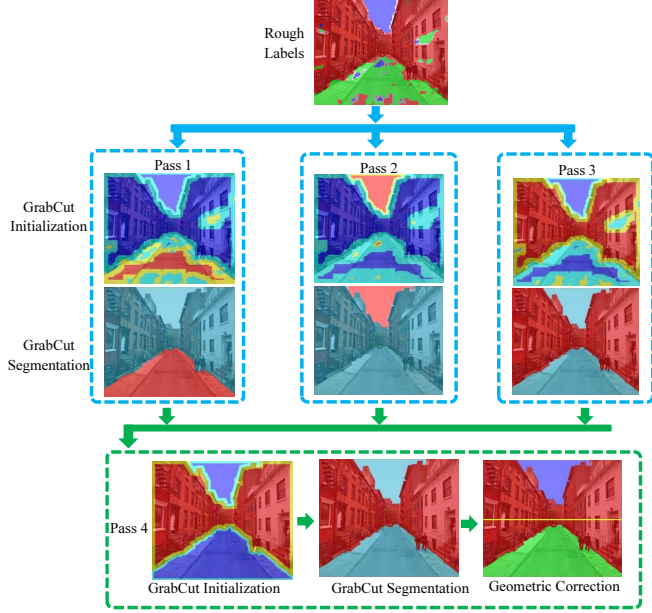 Rough
Labels
Pass 1
Pass 2
Pass 3
GrabCut
Initialization
GrabCut
Segmentation
Pass 4
GrabCut Initialization
GrabCut Segmentation
Geometric Correction